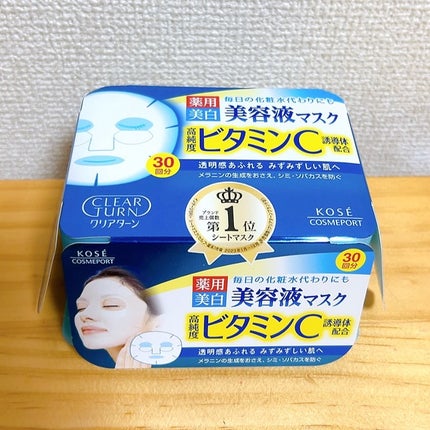 薬用
美白
毎日の化粧水代わりにも
美容液マスク
高純度
ビタミンC
誘導体
配合
30
回分
透明感あふれる みずみずしい肌へ
メラニンの生成をおさえ、シミ・ソバカスを防ぐ
CLEAR
TURN
クリアターン
ブランド
売上個数
第1位
シートマスク
KOSÉ
COSMEPORT
KOSÉ
COSMEPORT
薬用
美白
毎日の化粧水代わりにも
美容液マスク
30
回分
高純度
ビタミンC
誘導体
配合
透明感あふれる みずみずしい肌へ
メラニンの生成をおさえ、シミ・ソバカスを防ぐ